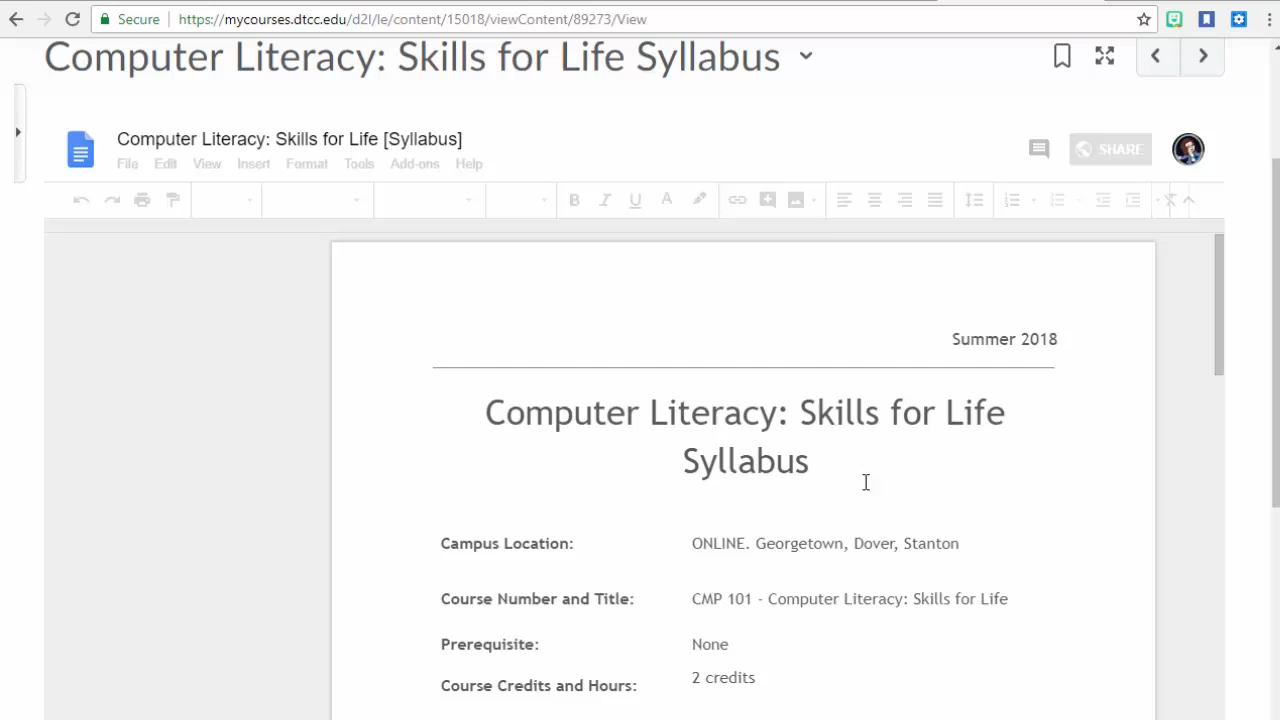 Secure | https://mycourses.dtcc.edu/d2l/le/content/15018/viewContent/89273/View
Computer Literacy: Skills for Life Syllabus
Computer Literacy: Skills for Life [Syllabus]
File Edit View Insert Format Tools Add-ons Help
SHARE
B I U A
Summer 2018
Computer Literacy: Skills for Life
Syllabus
Campus Location: ONLINE. Georgetown, Dover, Stanton
Course Number and Title: CMP 101 - Computer Literacy: Skills for Life
Prerequisite: None
Course Credits and Hours: 2 credits